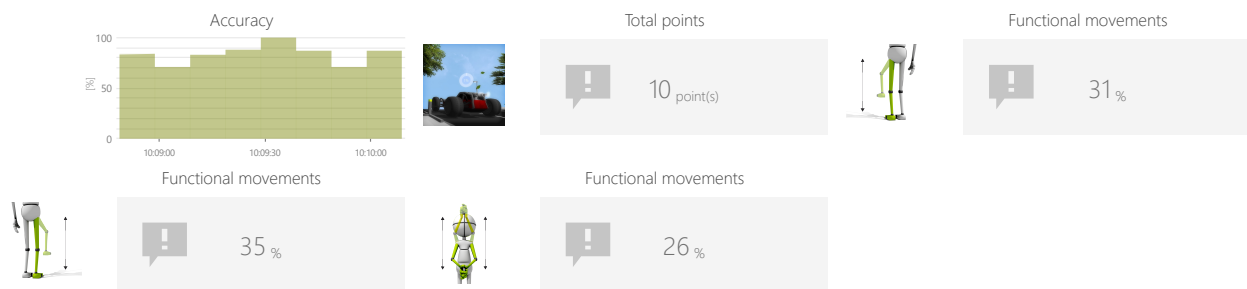 Accuracy
100
[%]
50
0
10:09:00 10:09:30 10:10:00
Total points
10 point(s)
Functional movements
31 %
Functional movements
35 %
Functional movements
26 %